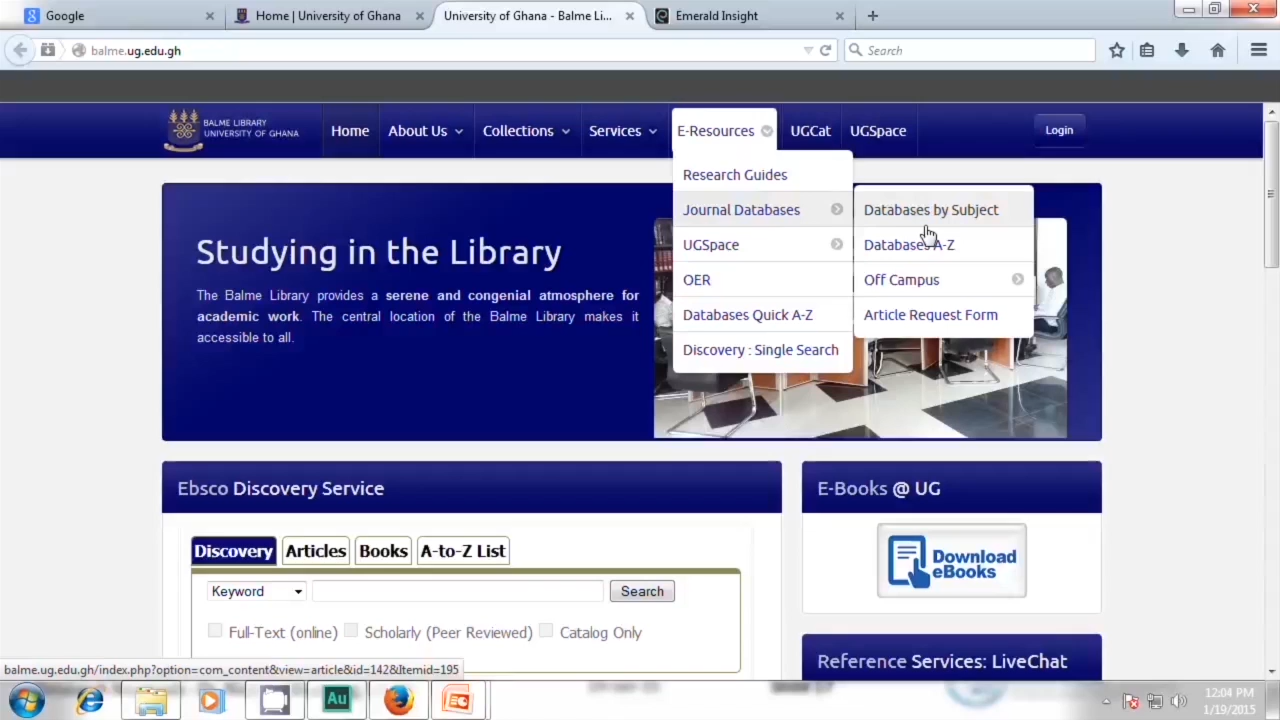 Google
Home | University of Ghana
University of Ghana - Balme Li...
Emerald Insight
balme.ug.edu.gh
Search
BALME LIBRARY
UNIVERSITY OF GHANA
Home
About Us
Collections
Services
E-Resources
UGCat
UGSpace
Login
Research Guides
Journal Databases
UGSpace
OER
Databases Quick A-Z
Discovery : Single Search
Databases by Subject
Databases A-Z
Off Campus
Article Request Form
Studying in the Library
The Balme Library provides a serene and congenial atmosphere for
academic work. The central location of the Balme Library makes it
accessible to all.
Ebsco Discovery Service
Discovery
Articles
Books
A-to-Z List
Keyword
Search
Full-Text (online)
Scholarly (Peer Reviewed)
Catalog Only
E-Books @ UG
Download
eBooks
Reference Services: LiveChat
balme.ug.edu.gh/index.php?option=com_content&view=article&id=142&Itemid=195
Au
12:04 PM
1/19/2015